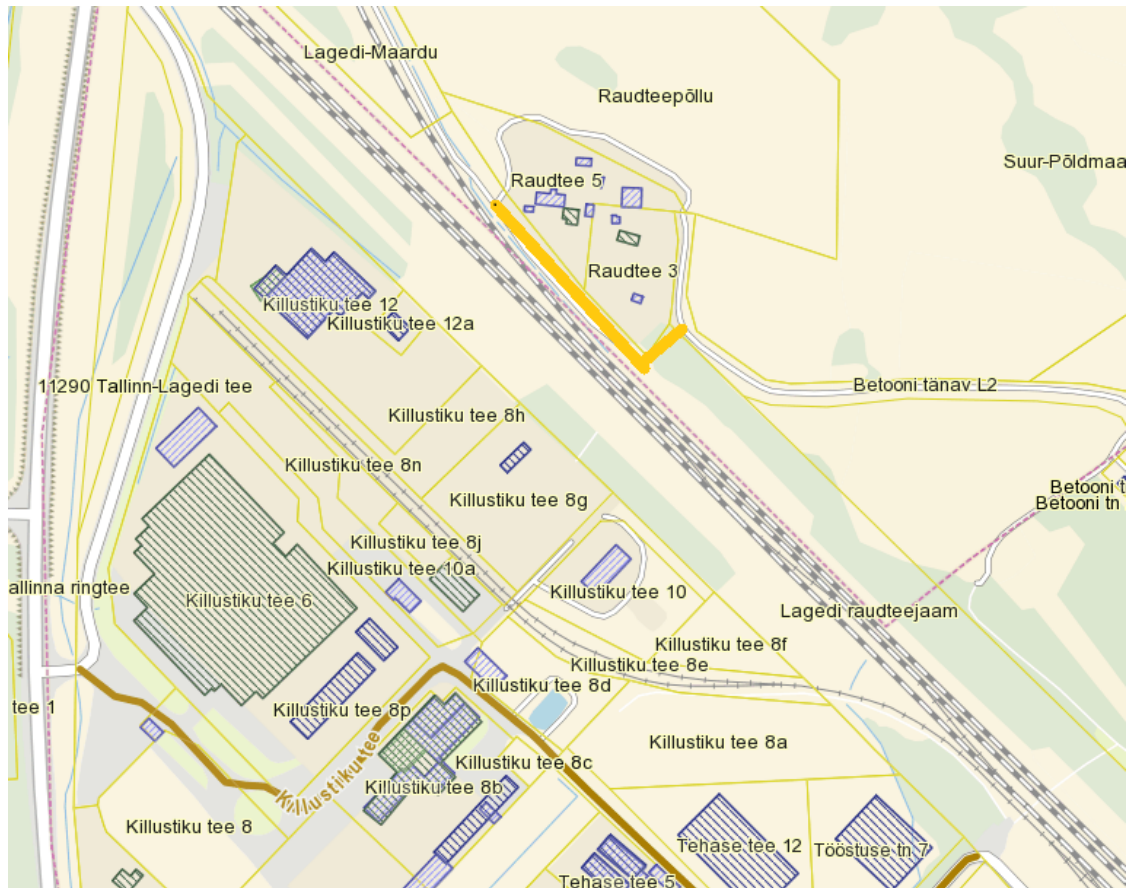 Lagedi-Maardu
Raudteepõllu
Suur-Põldmaa
Raudtee 5
Raudtee 3
Killustiku tee 12
Killustiku tee 12a
11290 Tallinn-Lagedi tee
Betooni tänav L2
Killustiku tee 8h
Killustiku tee 8n
Killustiku tee 8g
Betooni t
Betooni tn
Killustiku tee 8j
Killustiku tee 10a
allinna ringtee
Killustiku tee 6
Killustiku tee 10
Lagedi raudteejaam
Killustiku tee 8f
Killustiku tee 8e
Killustiku tee 8d
tee 1
Killustiku tee 8p
Killustiku tee
Killustiku tee 8a
Killustiku tee 8c
Killustiku tee 8b
Killustiku tee 8
Tehase tee 12
Tööstuse tn 7
Tehase tee 5